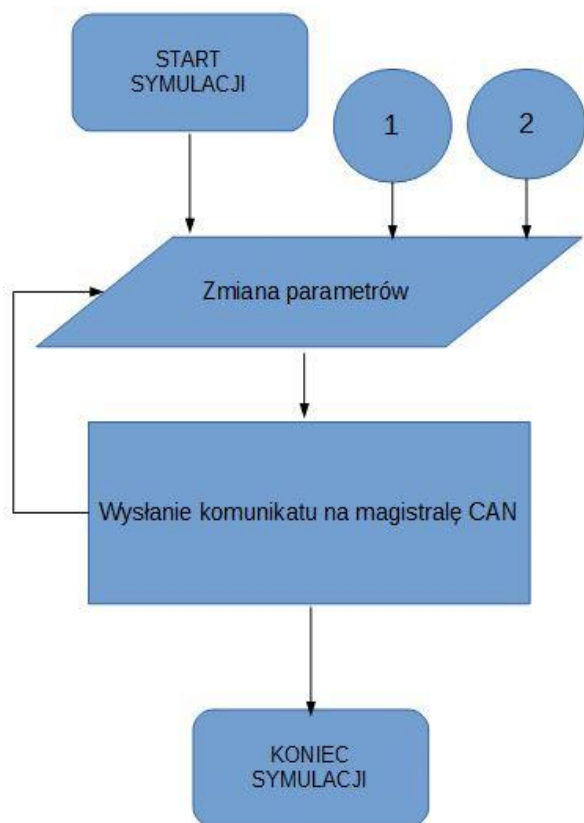 START
SYMULACJI
1
2
Zmiana parametrów
Wysłanie komunikatu na magistralę CAN
KONIEC
SYMULACJI